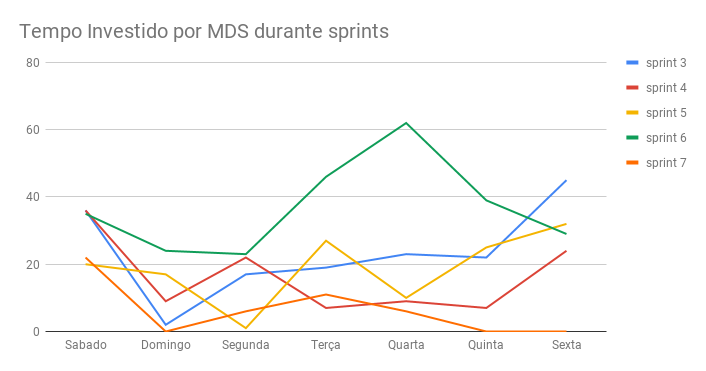 Tempo Investido por MDS durante sprints
80
60
40
20
0
Sabado
Domingo
Segunda
Terça
Quarta
Quinta
Sexta
sprint 3
sprint 4
sprint 5
sprint 6
sprint 7